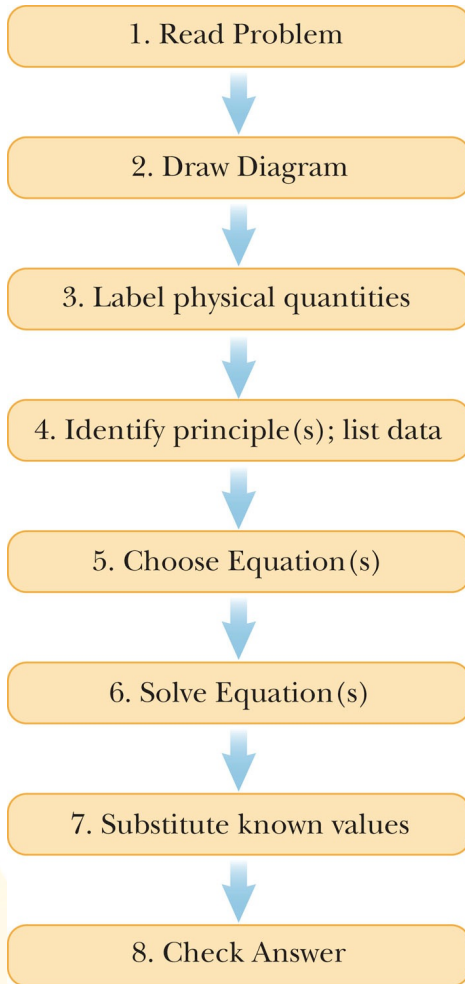 1. Read Problem
2. Draw Diagram
3. Label physical quantities
4. Identify principle(s); list data
5. Choose Equation(s)
6. Solve Equation(s)
7. Substitute known values
8. Check Answer